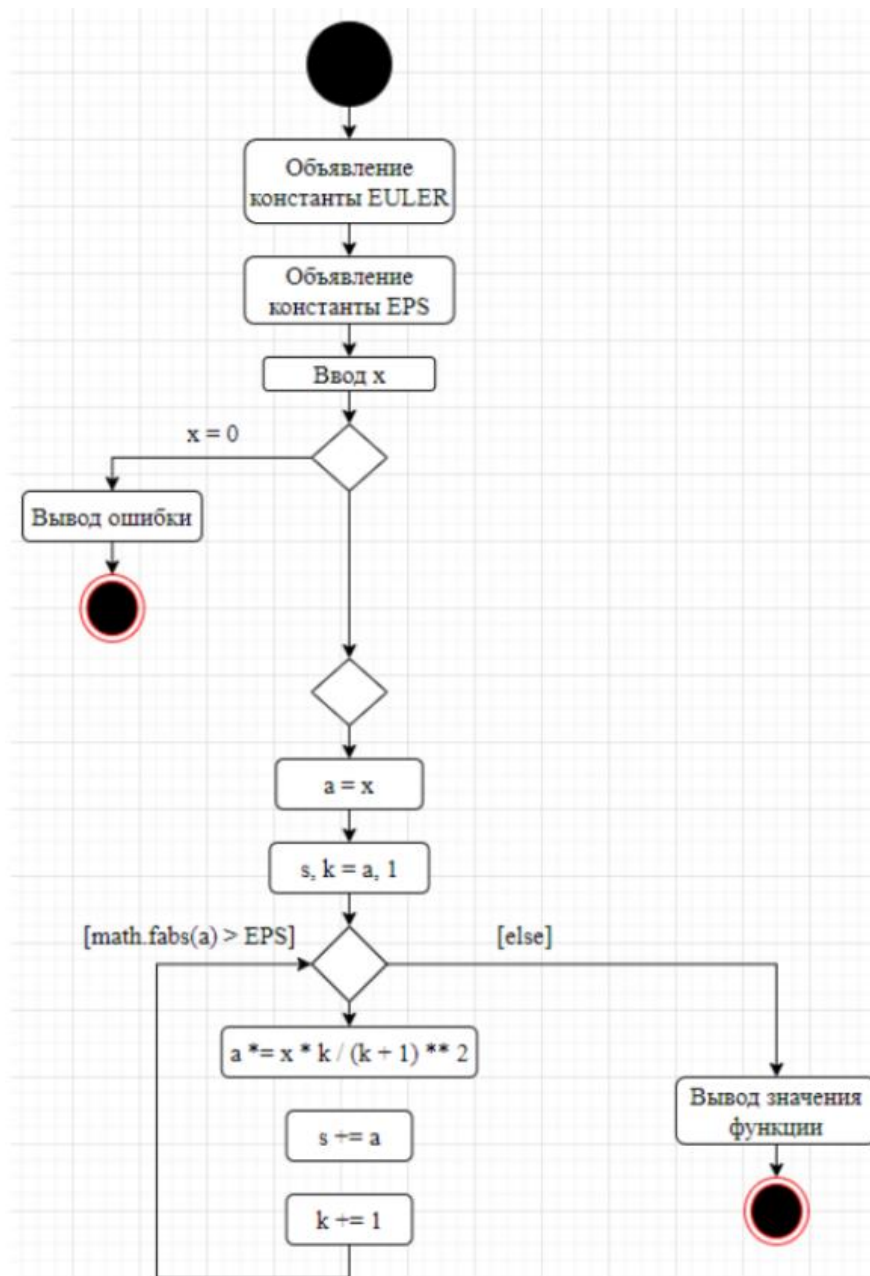 Объявление
константы EULER
Объявление
константы EPS
Ввод x
x = 0
Вывод ошибки
a = x
s, k = a, 1
[math.fabs(a) > EPS]
[else]
a *= x * k / (k + 1) ** 2
Вывод значения
функции
s += a
k += 1